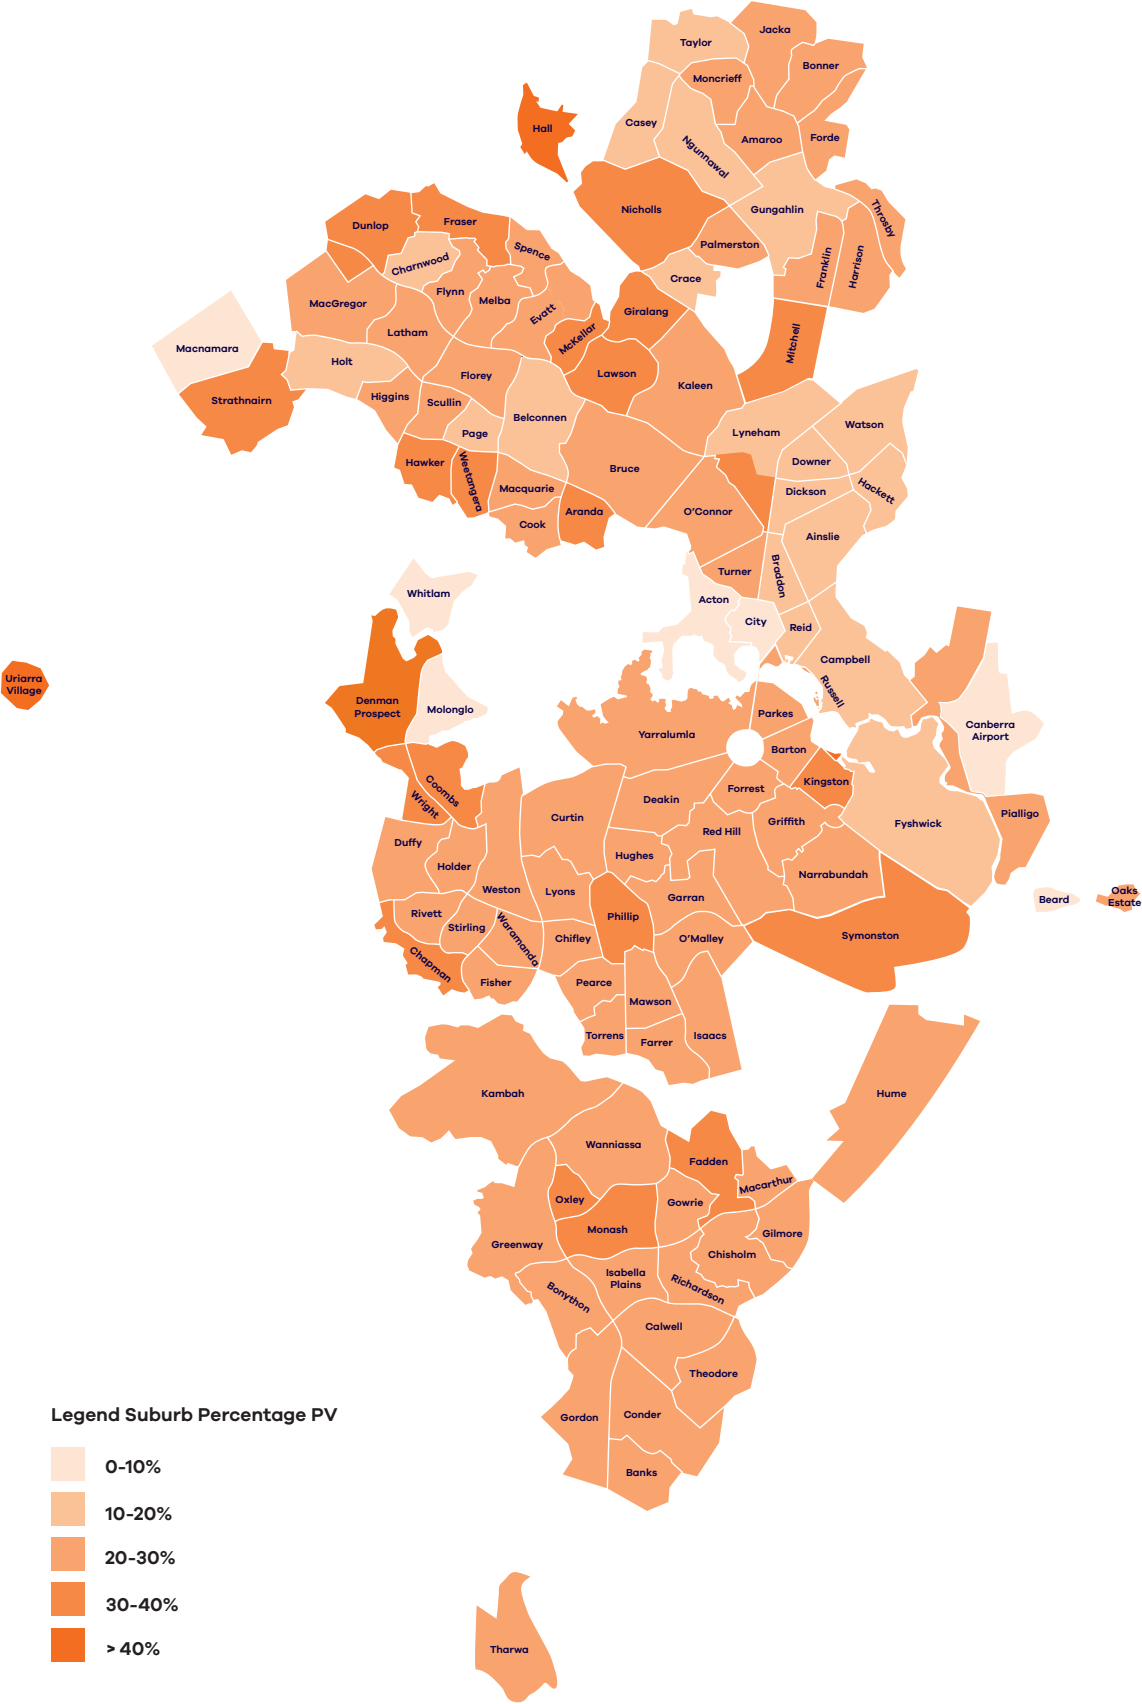 Jacka
Taylor
Bonner
Moncrieff
Casey
Hall
Ngunnawal
Amaroo
Forde
Nicholls
Gungahlin
Throsby
Dunlop
Fraser
Spence
Palmerston
Franklin
Harrison
Charnwood
Crace
Flynn
Melba
MacGregor
Evatt
Giralang
Latham
McKellar
Mitchell
Macnamara
Holt
Florey
Lawson
Kaleen
Strathnairn
Higgins
Scullin
Belconnen
Page
Lyneham
Watson
Hawker
Weetangera
Bruce
Downer
Macquarie
Dickson
Hackett
Cook
Aranda
O'Connor
Ainslie
Turner
Braddon
Whitlam
Acton
City
Reid
Campbell
Uriarra
Village
Denman
Prospect
Molonglo
Russell
Parkes
Canberra
Airport
Yarralumla
Barton
Coombs
Wright
Forrest
Kingston
Deakin
Curtin
Griffith
Red Hill
Fyshwick
Pialligo
Duffy
Holder
Hughes
Narrabundah
Weston
Lyons
Garran
Beard
Oaks
Estate
Rivett
Stirling
Waramanda
Phillip
Chifley
O'Malley
Symonston
Chapman
Fisher
Pearce
Mawson
Torrens
Farrer
Isaacs
Kambah
Hume
Wanniassa
Fadden
Macarthur
Oxley
Gowrie
Monash
Gilmore
Greenway
Chisholm
Isabella
Plains
Richardson
Bonython
Calwell
Theodore
Gordon
Conder
Banks
Tharwa
Legend Suburb Percentage PV
0-10%
10-20%
20-30%
30-40%
> 40%